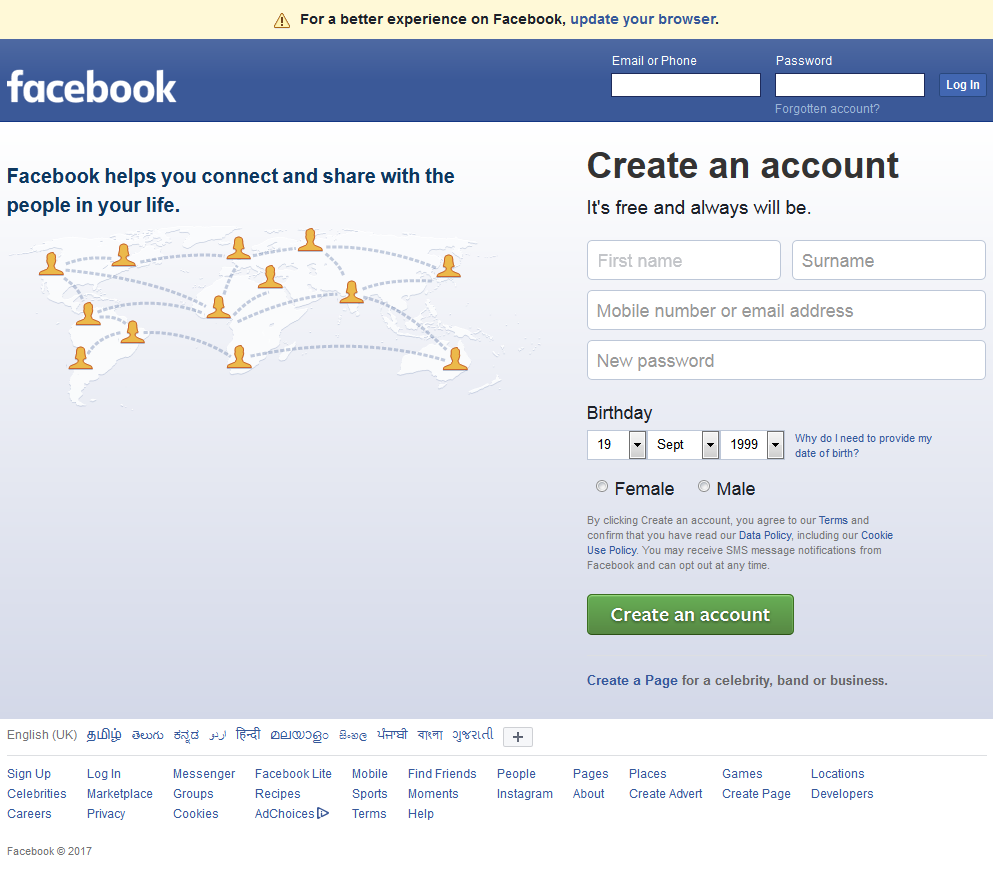 For a better experience on Facebook, update your browser.
Email or Phone
Password
facebook
Log In
Forgotten account?
Facebook helps you connect and share with the
people in your life.
Create an account
It's free and always will be.
First name
Surname
Mobile number or email address
New password
Birthday
19 Sept 1999
Why do I need to provide my
date of birth?
Female Male
By clicking Create an account, you agree to our Terms and
confirm that you have read our Data Policy, including our Cookie
Use Policy. You may receive SMS message notifications from
Facebook and can opt out at any time.
Create an account
Create a Page for a celebrity, band or business.
English (UK) தமிழ் తెలుగు ಕನ್ನಡ اردو हिन्दी മലയാളം සිංහල ਪੰਜਾਬੀ বাংলা ગુજરાતી +
Sign Up Log In Messenger Facebook Lite Mobile Find Friends People Pages Places Games Locations
Celebrities Marketplace Groups Recipes Sports Moments Instagram About Create Advert Create Page Developers
Careers Privacy Cookies AdChoices Terms Help
Facebook © 2017